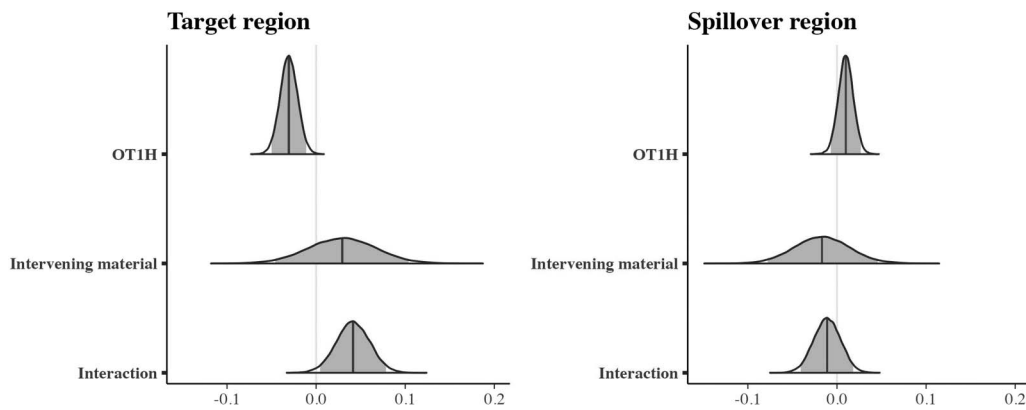 Target region
OT1H
Intervening material
Interaction
-0.1 0.0 0.1 0.2
Spillover region
OT1H
Intervening material
Interaction
-0.1 0.0 0.1 0.2